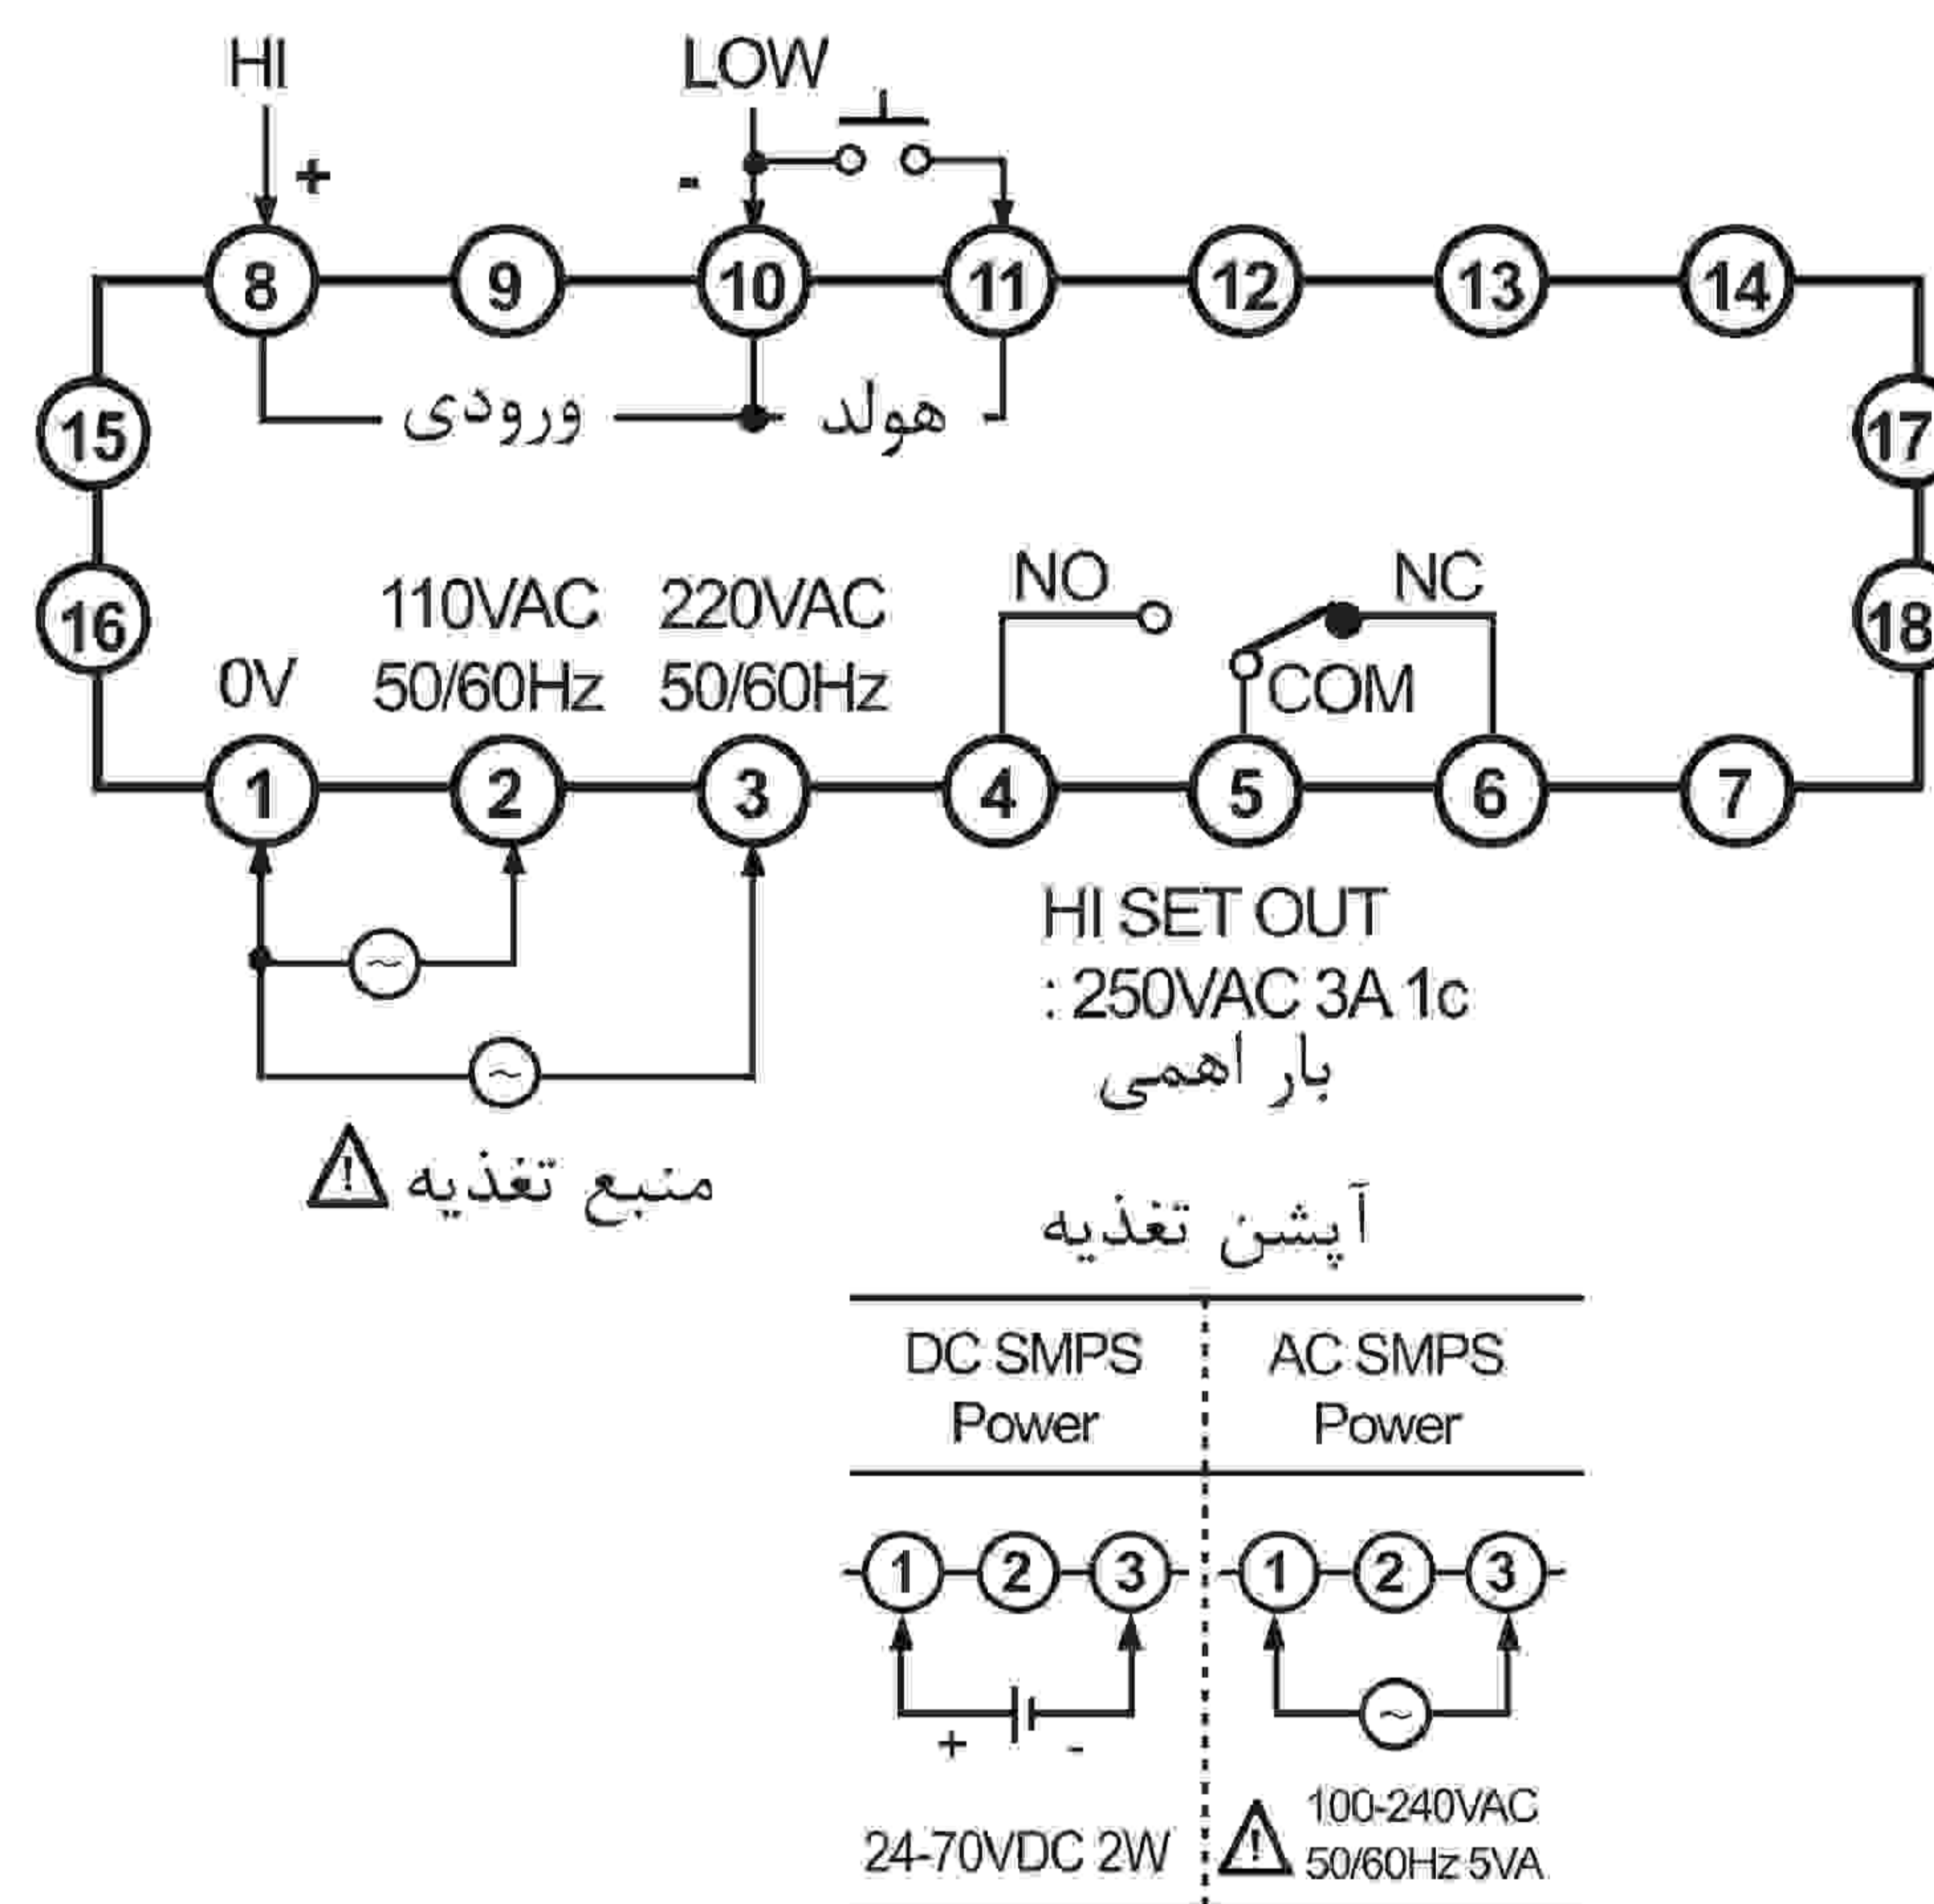 HI
LOW
+
-
8
9
10
11
12
13
14
ورودی
هولد
15
17
16
18
0V
110VAC
50/60Hz
220VAC
50/60Hz
NO
NC
COM
1
2
3
4
5
6
7
~
~
منبع تغذیه
!
HI SET OUT
: 250VAC 3A 1c
بار اهمی
آپشن تغذیه
DC SMPS
Power
AC SMPS
Power
1
2
3
1
2
3
+
-
~
24-70VDC 2W
!
100-240VAC
50/60Hz 5VA